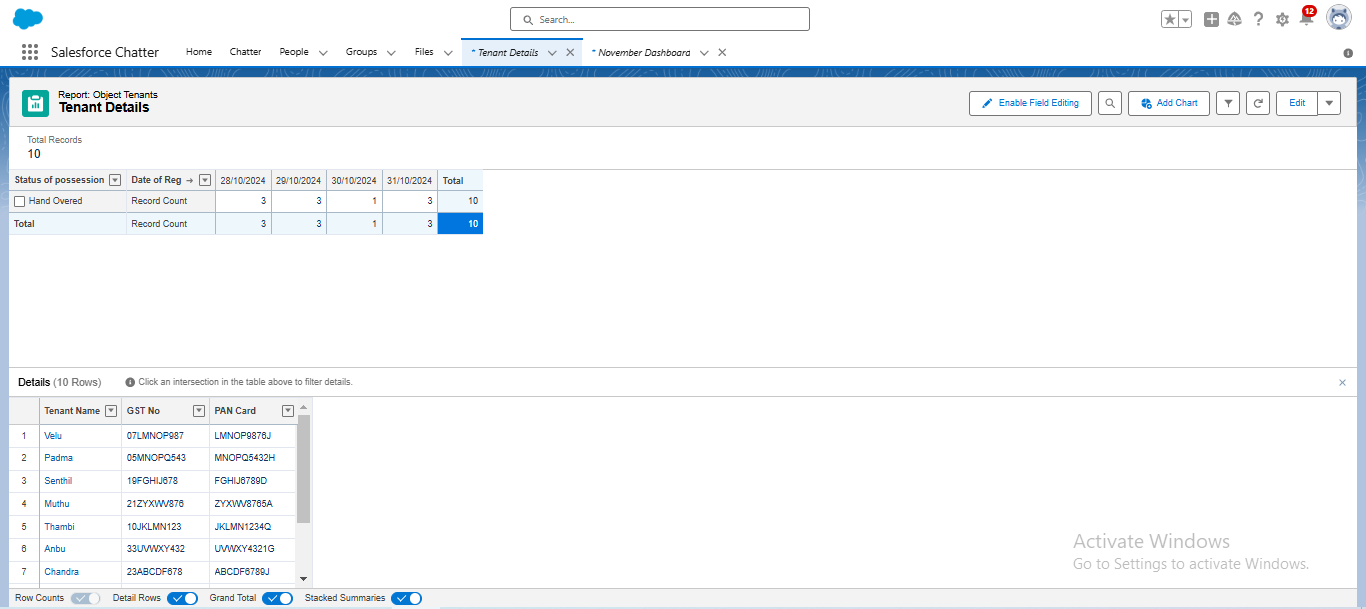 Search...
12
Salesforce Chatter Home Chatter People Groups Files * Tenant Details * November Dashboard
Report: Object Tenants
Tenant Details
Enable Field Editing Add Chart Edit
Total Records
10
Status of possession Date of Reg → 28/10/2024 29/10/2024 30/10/2024 31/10/2024 Total
Hand Overed Record Count 3 3 1 3 10
Total Record Count 3 3 1 3 10
Details (10 Rows) Click an intersection in the table above to filter details.
Tenant Name GST No PAN Card
1 Velu 07LMNOP987 LMNOP9876J
2 Padma 05MNOPQ543 MNOPQ5432H
3 Senthil 19FGHIJ678 FGHIJ6789D
4 Muthu 21ZYXWV876 ZYXWV8765A
5 Thambi 10JKLMN123 JKLMN1234Q
6 Anbu 33UVWXY432 UVWXY4321G
7 Chandra 23ABCDF678 ABCDF6789J
Activate Windows
Go to Settings to activate Windows.
Row Counts Detail Rows Grand Total Stacked Summaries